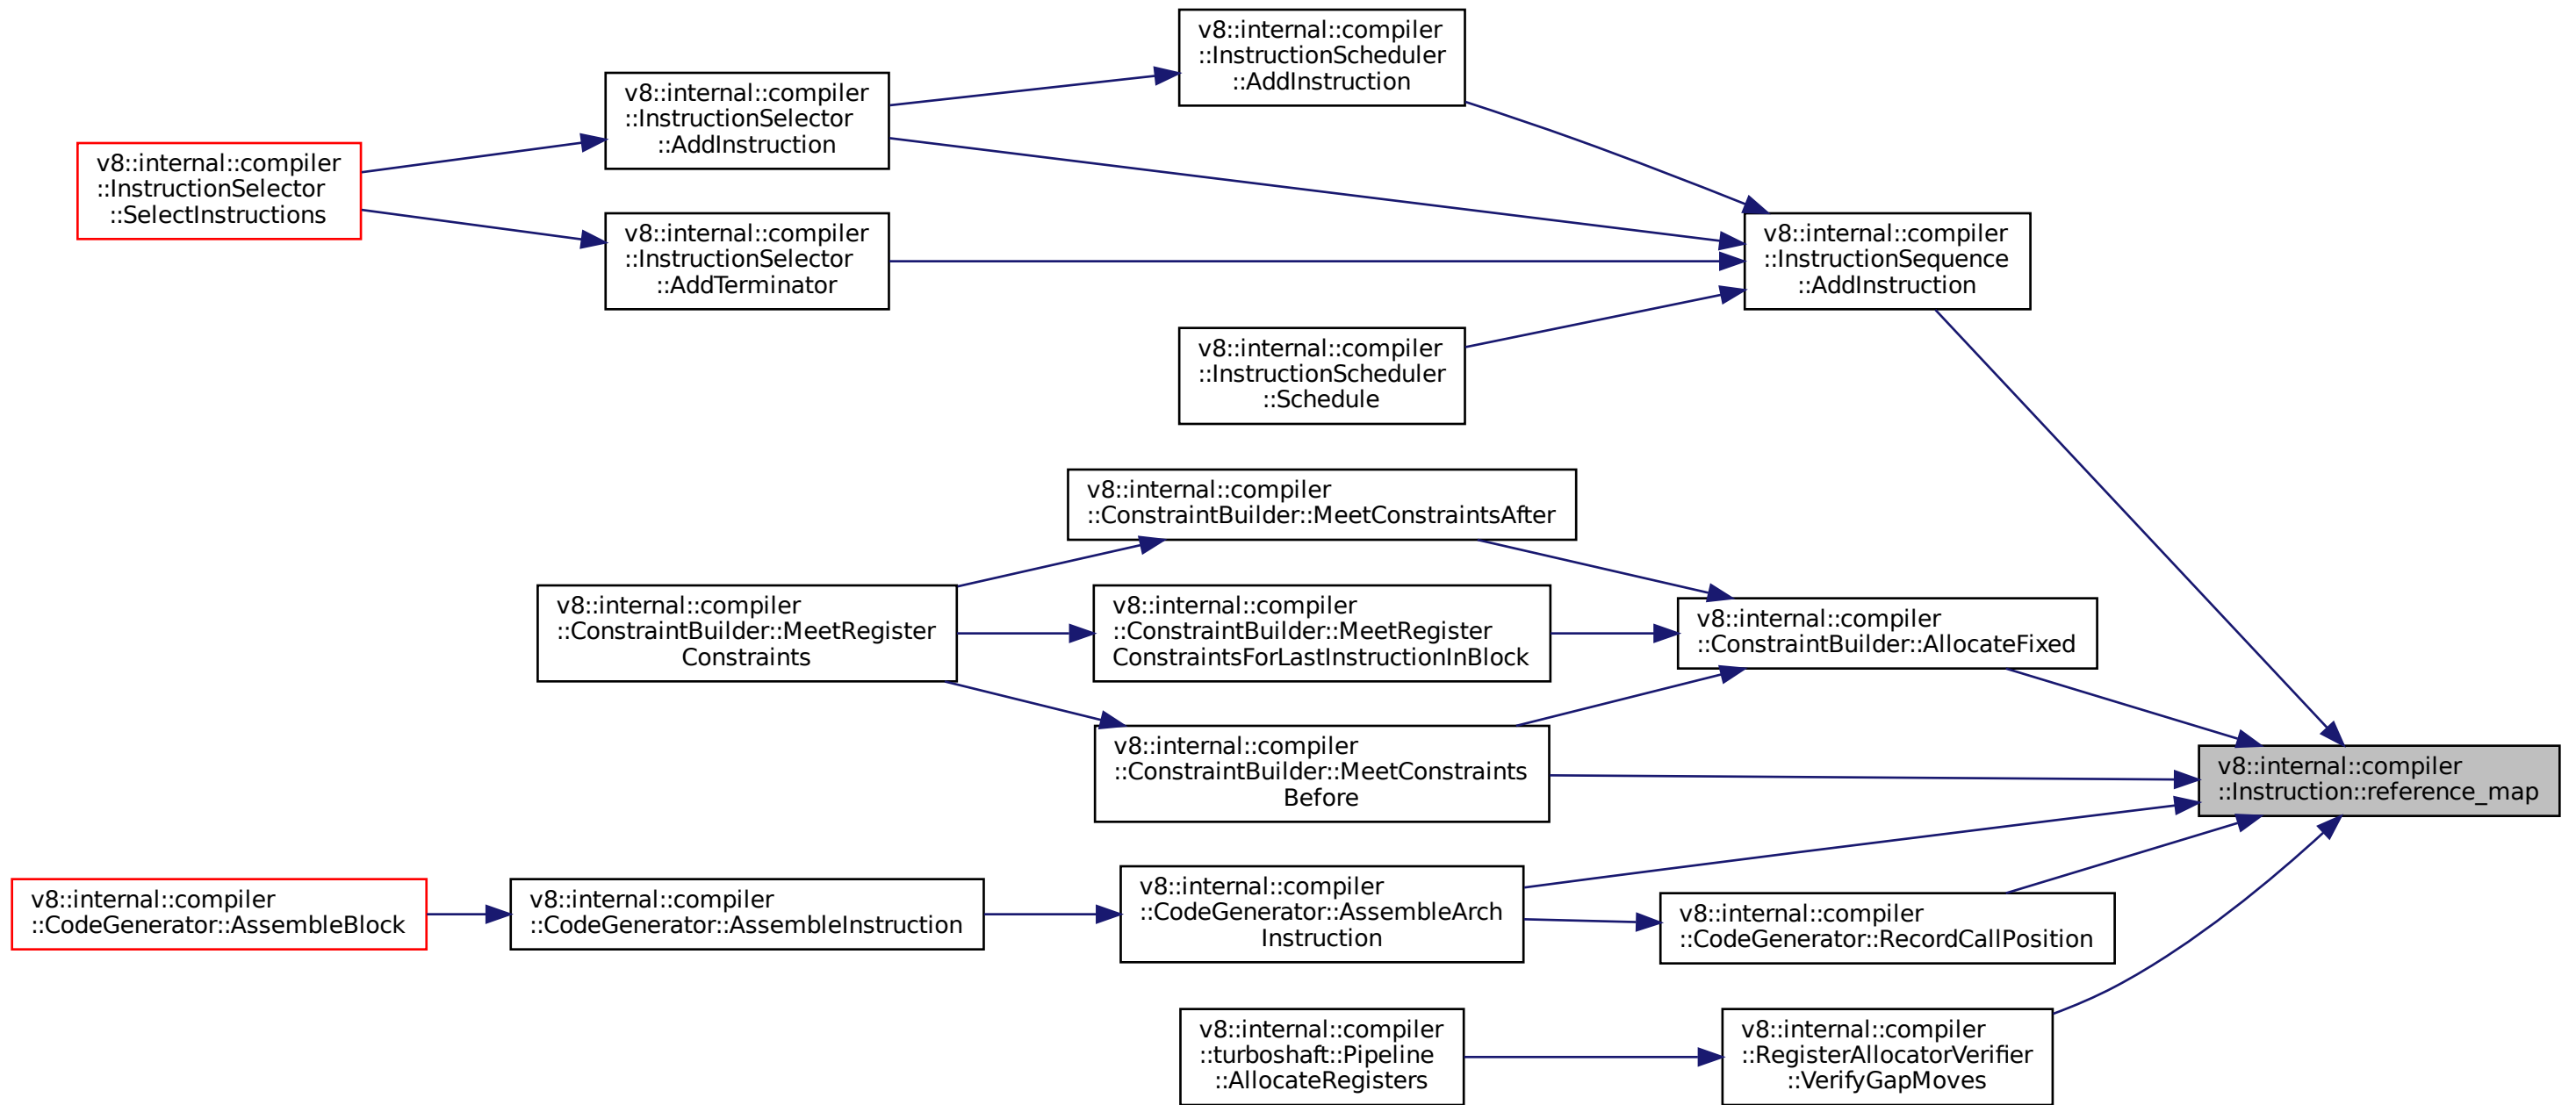 v8::internal::compiler
::InstructionScheduler
::AddInstruction
v8::internal::compiler
::InstructionSelector
::AddInstruction
v8::internal::compiler
::InstructionSelector
::SelectInstructions
v8::internal::compiler
::InstructionSelector
::AddTerminator
v8::internal::compiler
::InstructionSequence
::AddInstruction
v8::internal::compiler
::InstructionScheduler
::Schedule
v8::internal::compiler
::ConstraintBuilder::MeetConstraintsAfter
v8::internal::compiler
::ConstraintBuilder::MeetRegister
Constraints
v8::internal::compiler
::ConstraintBuilder::MeetRegister
ConstraintsForLastInstructionInBlock
v8::internal::compiler
::ConstraintBuilder::AllocateFixed
v8::internal::compiler
::ConstraintBuilder::MeetConstraints
Before
v8::internal::compiler
::Instruction::reference_map
v8::internal::compiler
::CodeGenerator::AssembleBlock
v8::internal::compiler
::CodeGenerator::AssembleInstruction
v8::internal::compiler
::CodeGenerator::AssembleArch
Instruction
v8::internal::compiler
::CodeGenerator::RecordCallPosition
v8::internal::compiler
::turboshaft::Pipeline
::AllocateRegisters
v8::internal::compiler
::RegisterAllocatorVerifier
::VerifyGapMoves